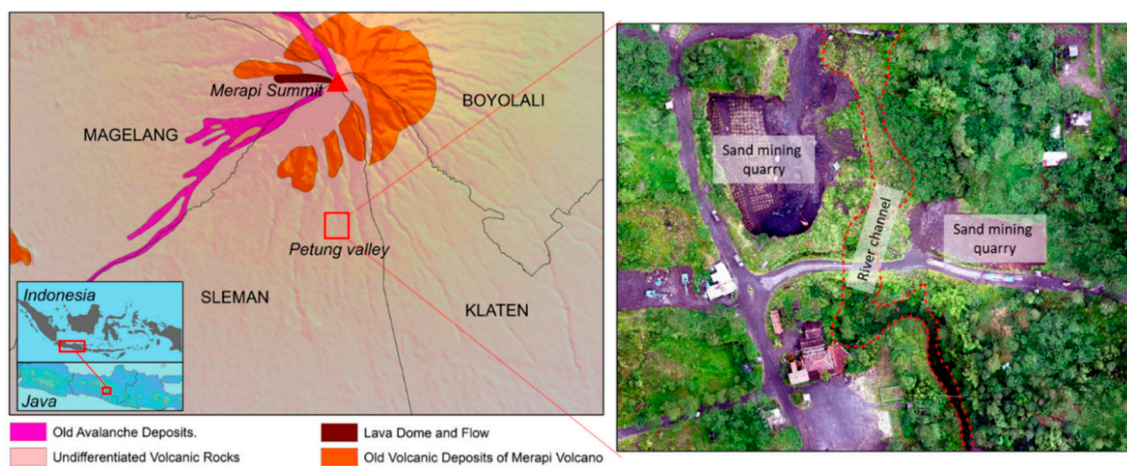 Merapi Summit
BOYOLALI
MAGELANG
Petung valley
SLEMAN
KLATEN
Indonesia
Java
Sand mining
quarry
River channel
Sand mining
quarry
Old Avalanche Deposits.
Lava Dome and Flow
Undifferentiated Volcanic Rocks
Old Volcanic Deposits of Merapi Volcano